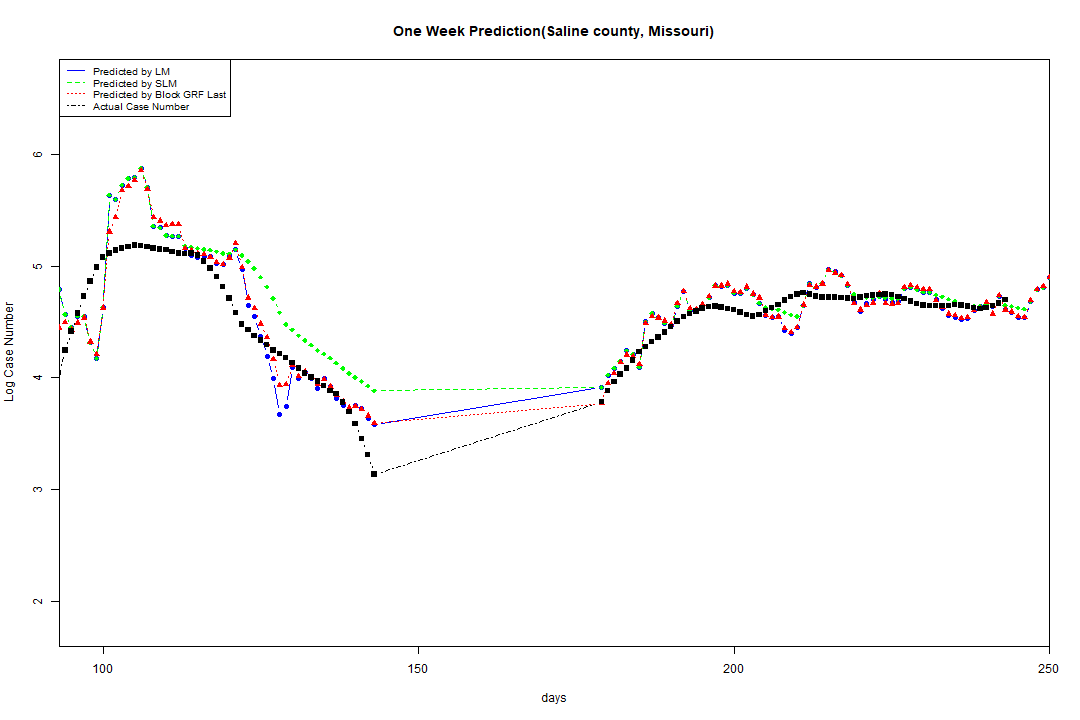 One Week Prediction(Saline county, Missouri)
Predicted by LM
Predicted by SLM
Predicted by Block GRF Last
Actual Case Number
6
5
4
3
2
Log Case Number
100 150 200 250
days